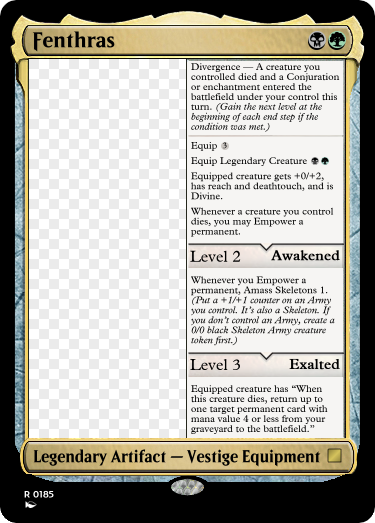 Fenthras
Divergence — A creature you
controlled died and a Conjuration
or enchantment entered the
battlefield under your control this
turn. (Gain the next level at the
beginning of each end step if the
condition was met.)
Equip 3
Equip Legendary Creature
Equipped creature gets +0/+2,
has reach and deathtouch, and is
Divine.
Whenever a creature you control
dies, you may Empower a
permanent.
Level 2 Awakened
Whenever you Empower a
permanent, Amass Skeletons 1.
(Put a +1/+1 counter on an Army
you control. It's also a Skeleton. If
you don't control an Army, create a
0/0 black Skeleton Army creature
token first.)
Level 3 Exalted
Equipped creature has “When
this creature dies, return up to
one target permanent card with
mana value 4 or less from your
graveyard to the battlefield.”
Legendary Artifact — Vestige Equipment
R 0185